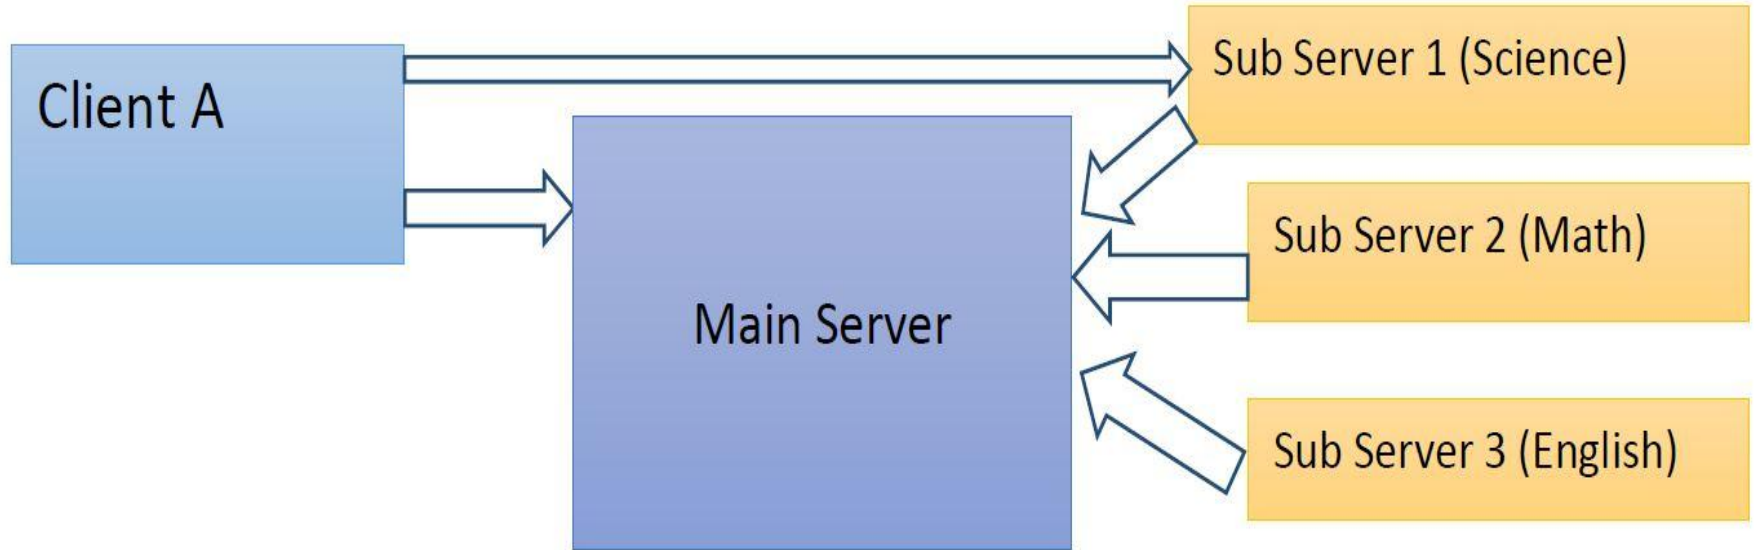 Client A
Sub Server 1 (Science)
Sub Server 2 (Math)
Main Server
Sub Server 3 (English)